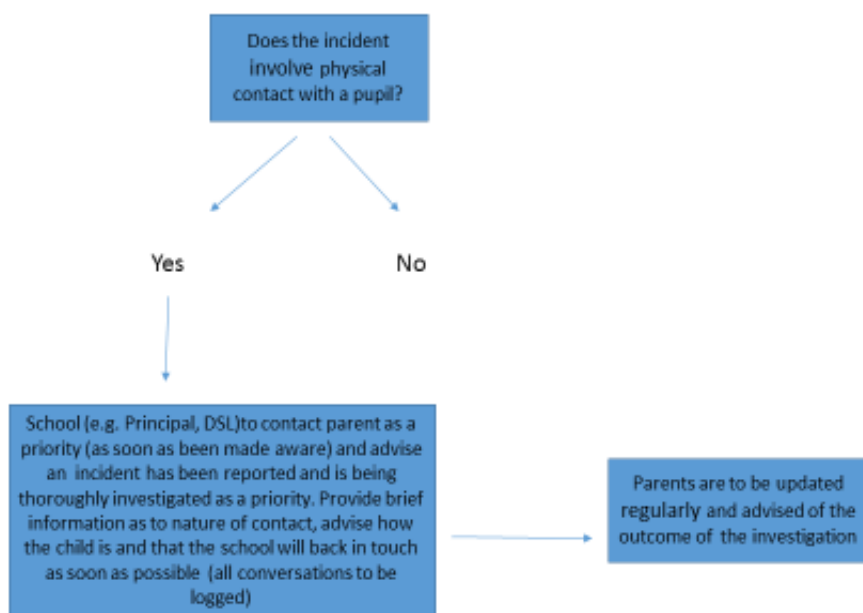 Does the incident
involve physical
contact with a pupil?
Yes
No
School (e.g. Principal, DSL)to contact parent as a
priority (as soon as been made aware) and advise
an incident has been reported and is being
thoroughly investigated as a priority. Provide brief
information as to nature of contact, advise how
the child is and that the school will back in touch
as soon as possible (all conversations to be
logged)
Parents are to be updated
regularly and advised of the
outcome of the investigation